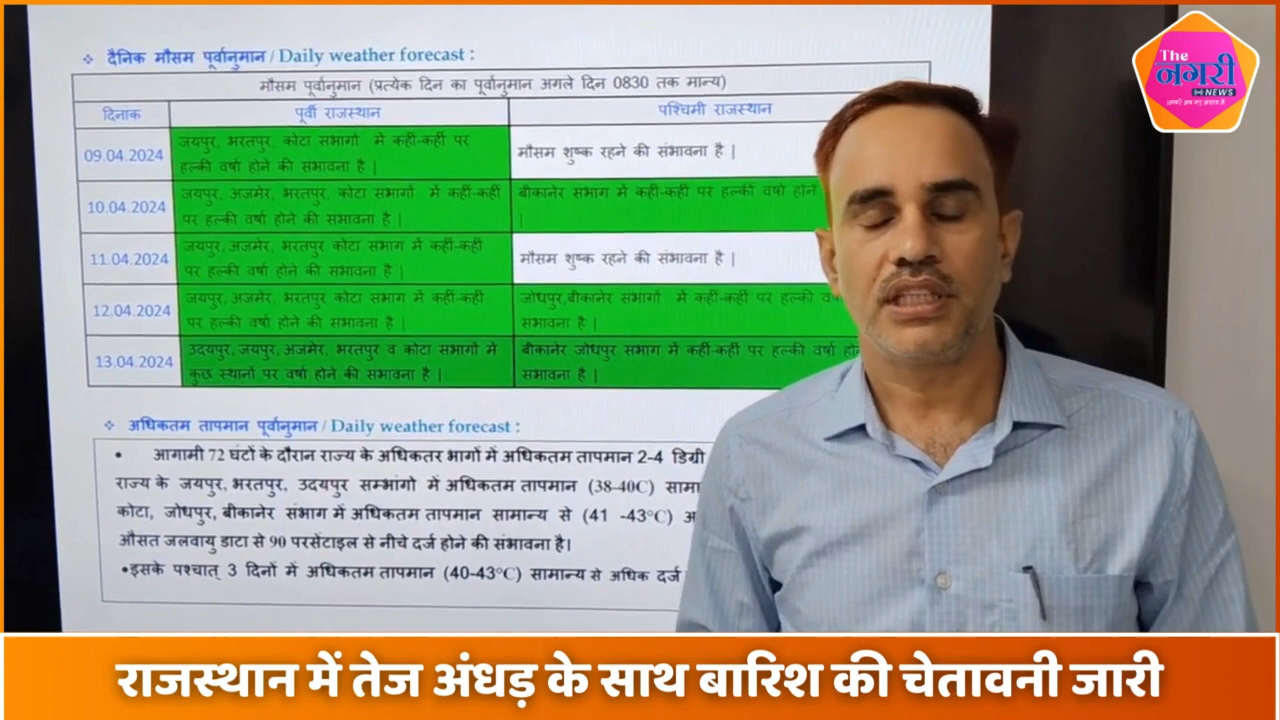 ❖ दैनिक मौसम पूर्वानुमान / Daily weather forecast :
मौसम पूर्वानुमान (प्रत्येक दिन का पूर्वानुमान अगले दिन 0830 तक मान्य)
दिनाक पूर्वी राजस्थान पश्चिमी राजस्थान
09.04.2024
जयपुर, भरतपुर, कोटा सभागों में कहीं-कहीं पर
हल्की वर्षा होने की संभावना है |
मौसम शुष्क रहने की संभावना है |
10.04.2024
जयपुर, अजमेर, भरतपुर, कोटा सभागों में कहीं-कहीं
पर हल्की वर्षा होने की संभावना है |
बीकानेर सभाग में कहीं-कहीं पर हल्की वर्षा होने
|
11.04.2024
जयपुर, अजमेर, भरतपुर कोटा सभाग में कहीं-कहीं
पर हल्की वर्षा होने की संभावना है |
मौसम शुष्क रहने की संभावना है |
12.04.2024
जयपुर, अजमेर, भरतपुर कोटा सभाग में कहीं-कहीं
पर हल्की वर्षा होने की संभावना है |
जोधपुर,बीकानेर सभागों में कहीं-कहीं पर हल्की
संभावना है |
13.04.2024
उदयपुर, जयपुर, अजमेर, भरतपुर व कोटा सभागों में
कुछ स्थानों पर वर्षा होने की संभावना है |
बीकानेर जोधपुर सभाग में कहीं-कहीं पर हल्की वर्षा
संभावना है |
❖ अधिकतम तापमान पूर्वानुमान / Daily weather forecast :
• आगामी 72 घंटों के दौरान राज्य के अधिकतर भागों में अधिकतम तापमान 2-4 डिग्री
राज्य के जयपुर, भरतपुर, उदयपुर सम्भांगो में अधिकतम तापमान (38-40C)
कोटा, जोधपुर, बीकानेर संभाग में अधिकतम तापमान सामान्य से (41 -43°C)
औसत जलवायु डाटा से 90 परसेंटाइल से नीचे दर्ज होने की संभावना है।
•इसके पश्चात् 3 दिनों में अधिकतम तापमान (40-43°C) सामान्य से अधिक दर्ज
The
नगरी
NEWS
राजस्थान में तेज अंधड़ के साथ बारिश की चेतावनी जारी